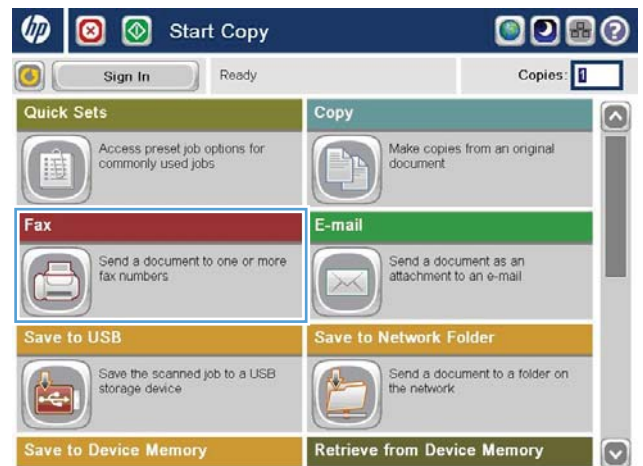 hp
Start Copy
Sign In
Ready
Copies: 1
Quick Sets
Access preset job options for
commonly used jobs
Copy
Make copies from an original
document
Fax
Send a document to one or more
fax numbers
E-mail
Send a document as an
attachment to an e-mail
Save to USB
Save the scanned job to a USB
storage device
Save to Network Folder
Send a document to a folder on
the network
Save to Device Memory
Retrieve from Device Memory